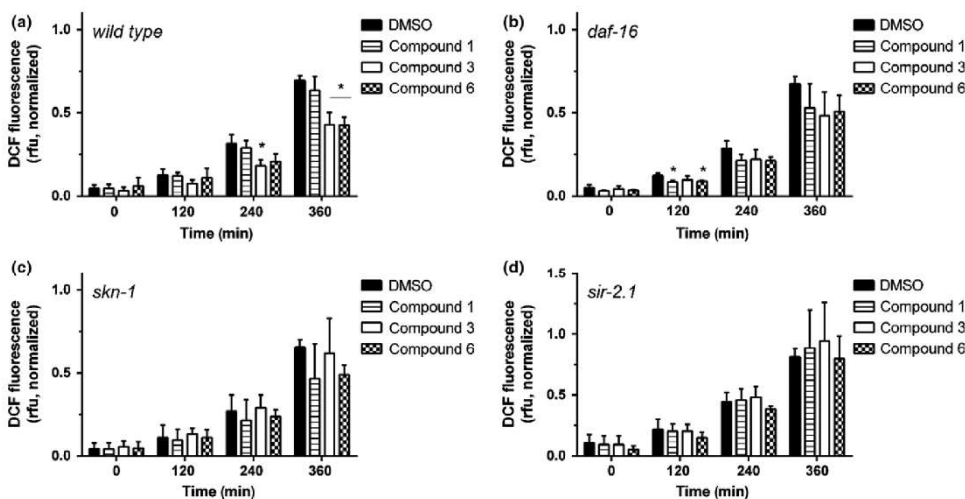 (a)
wild type
DCF fluorescence
(rfu, normalized)
1.0
0.5
0.0
*
*
0 120 240 360
Time (min)
DMSO
Compound 1
Compound 3
Compound 6
(b)
daf-16
DCF fluorescence
(rfu, normalized)
1.0
0.5
0.0
* *
0 120 240 360
Time (min)
DMSO
Compound 1
Compound 3
Compound 6
(c)
skn-1
DCF fluorescence
(rfu, normalized)
1.0
0.5
0.0
0 120 240 360
Time (min)
DMSO
Compound 1
Compound 3
Compound 6
(d)
sir-2.1
DCF fluorescence
(rfu, normalized)
1.5
1.0
0.5
0.0
0 120 240 360
Time (min)
DMSO
Compound 1
Compound 3
Compound 6